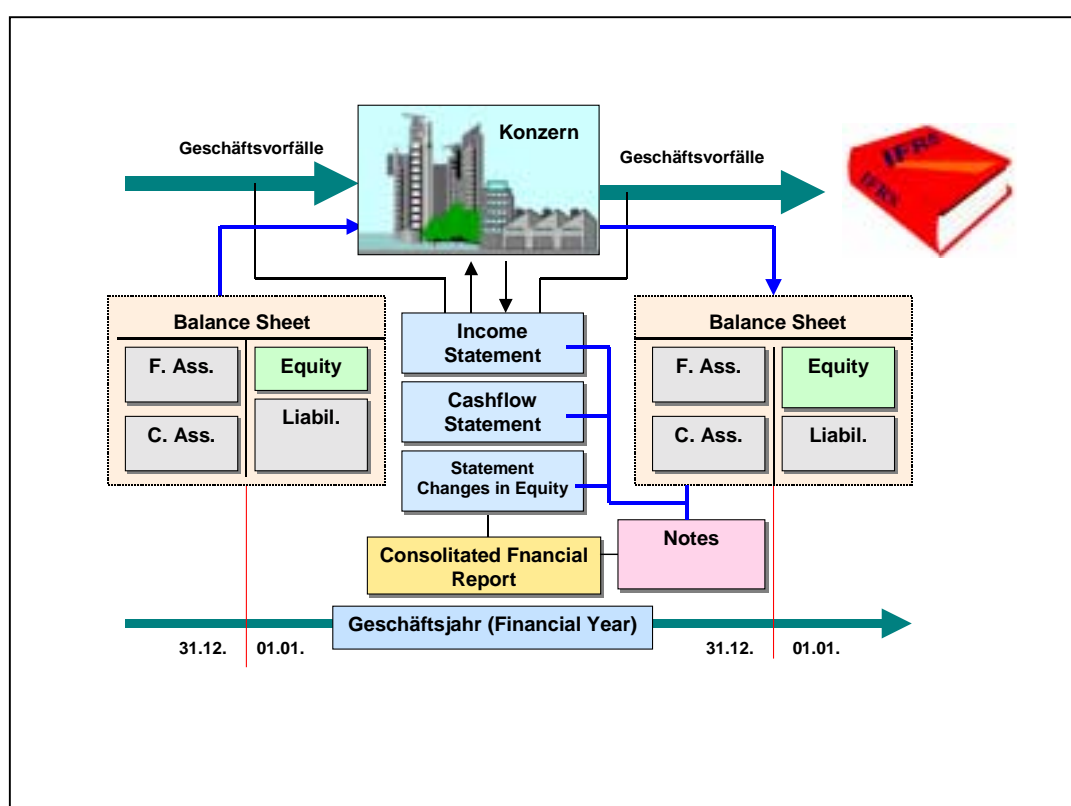 Konzern
Geschäftsvorfälle
Geschäftsvorfälle
IFRS
IFRS
Balance Sheet
F. Ass.
Equity
C. Ass.
Liabil.
Income
Statement
Cashflow
Statement
Statement
Changes in Equity
Balance Sheet
F. Ass.
Equity
C. Ass.
Liabil.
Notes
Consolitated Fnancial
Report
Geschäftsjahr (Financial Year)
31.12.
01.01.
31.12.
01.01.